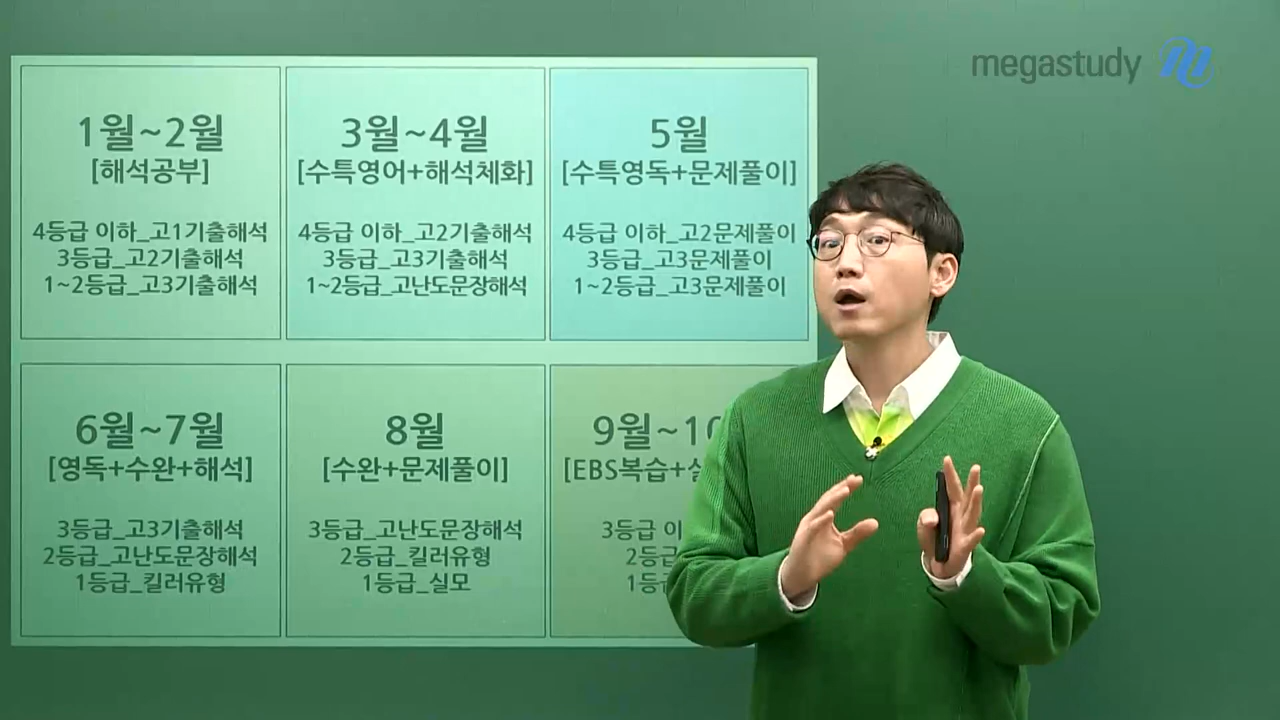 megastudy
1월~2월
[해석공부]
4등급 이하_고1기출해석
3등급_고2기출해석
1~2등급_고3기출해석
3월~4월
[수특영어+해석체화]
4등급 이하_고2기출해석
3등급_고3기출해석
1~2등급_고난도문장해석
5월
[수특영독+문제풀이]
4등급 이하_고2문제풀이
3등급_고3문제풀이
1~2등급_고3문제풀이
6월~7월
[영독+수완+해석]
3등급_고3기출해석
2등급_고난도문장해석
1등급_킬러유형
8월
[수완+문제풀이]
3등급_고난도문장해석
2등급_킬러유형
1등급_실모
9월~10
[EBS복습+
3등급 이
2등급
1등급